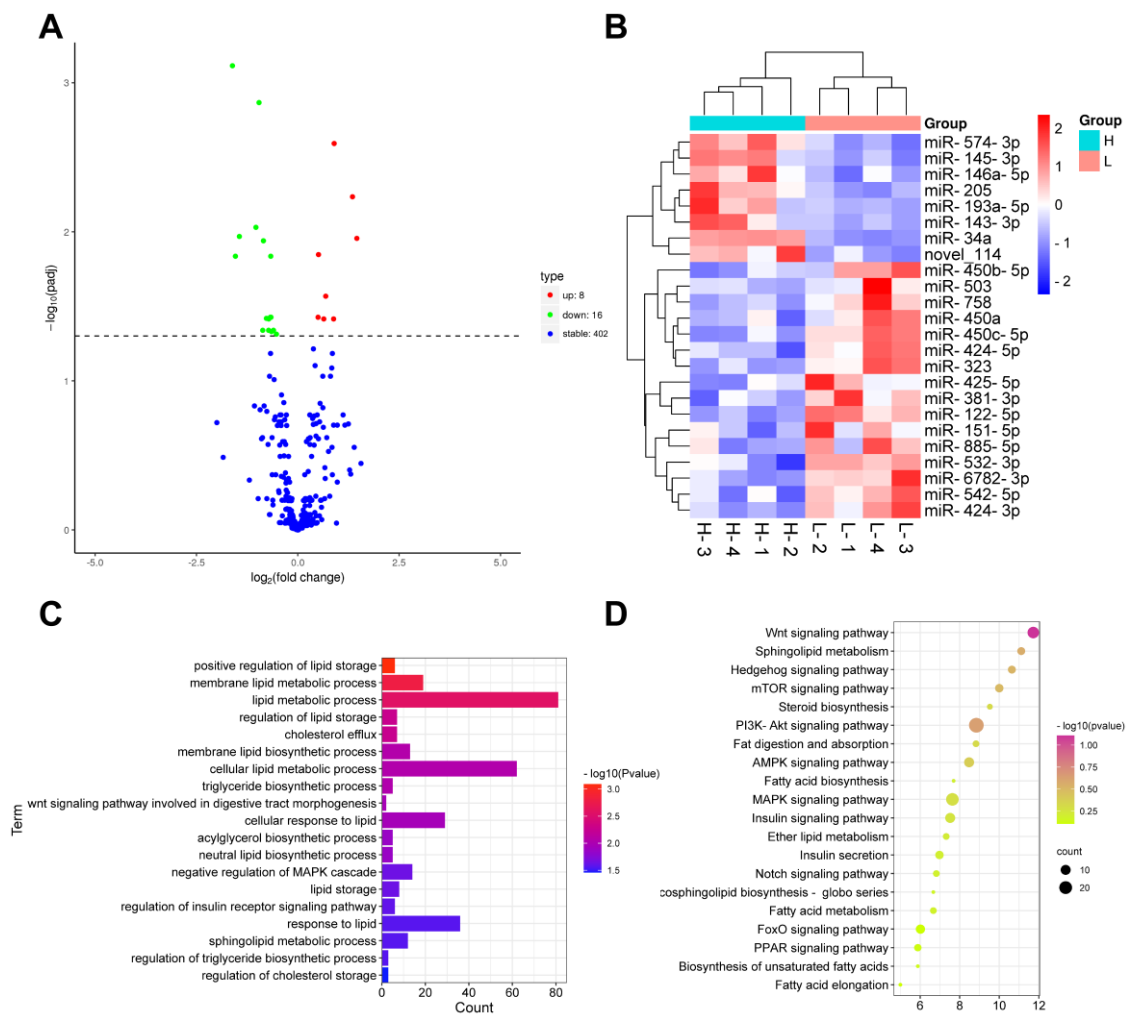 A
3
2
1
0
-5.0
-2.5
0.0
2.5
5.0
−log10(padj)
log2(fold change)
type
up: 8
down: 16
stable: 402
B
Group
miR- 574- 3p
miR- 145- 3p
miR- 146a- 5p
miR- 205
miR- 193a- 5p
miR- 143- 3p
miR- 34a
novel_114
miR- 450b- 5p
miR- 503
miR- 758
miR- 450a
miR- 450c- 5p
miR- 424- 5p
miR- 323
miR- 425- 5p
miR- 381- 3p
miR- 122- 5p
miR- 151- 5p
miR- 885- 5p
miR- 532- 3p
miR- 6782- 3p
miR- 542- 5p
miR- 424- 3p
H- 3
H- 4
H- 1
H- 2
L- 2
L- 1
L- 4
L- 3
2
1
0
- 1
- 2
Group
H
L
C
Term
positive regulation of lipid storage
membrane lipid metabolic process
lipid metabolic process
regulation of lipid storage
cholesterol efflux
membrane lipid biosynthetic process
cellular lipid metabolic process
triglyceride biosynthetic process
wnt signaling pathway involved in digestive tract morphogenesis
cellular response to lipid
acylglycerol biosynthetic process
neutral lipid biosynthetic process
negative regulation of MAPK cascade
lipid storage
regulation of insulin receptor signaling pathway
response to lipid
sphingolipid metabolic process
regulation of triglyceride biosynthetic process
regulation of cholesterol storage
0
20
40
60
80
Count
- log10(Pvalue)
3.0
2.5
2.0
1.5
D
Wnt signaling pathway
Sphingolipid metabolism
Hedgehog signaling pathway
mTOR signaling pathway
Steroid biosynthesis
PI3K- Akt signaling pathway
Fat digestion and absorption
AMPK signaling pathway
Fatty acid biosynthesis
MAPK signaling pathway
Insulin signaling pathway
Ether lipid metabolism
Insulin secretion
Notch signaling pathway
cosphingolipid biosynthesis - globo series
Fatty acid metabolism
FoxO signaling pathway
PPAR signaling pathway
Biosynthesis of unsaturated fatty acids
Fatty acid elongation
6
8
10
12
- log10(pvalue)
1.00
0.75
0.50
0.25
count
10
20